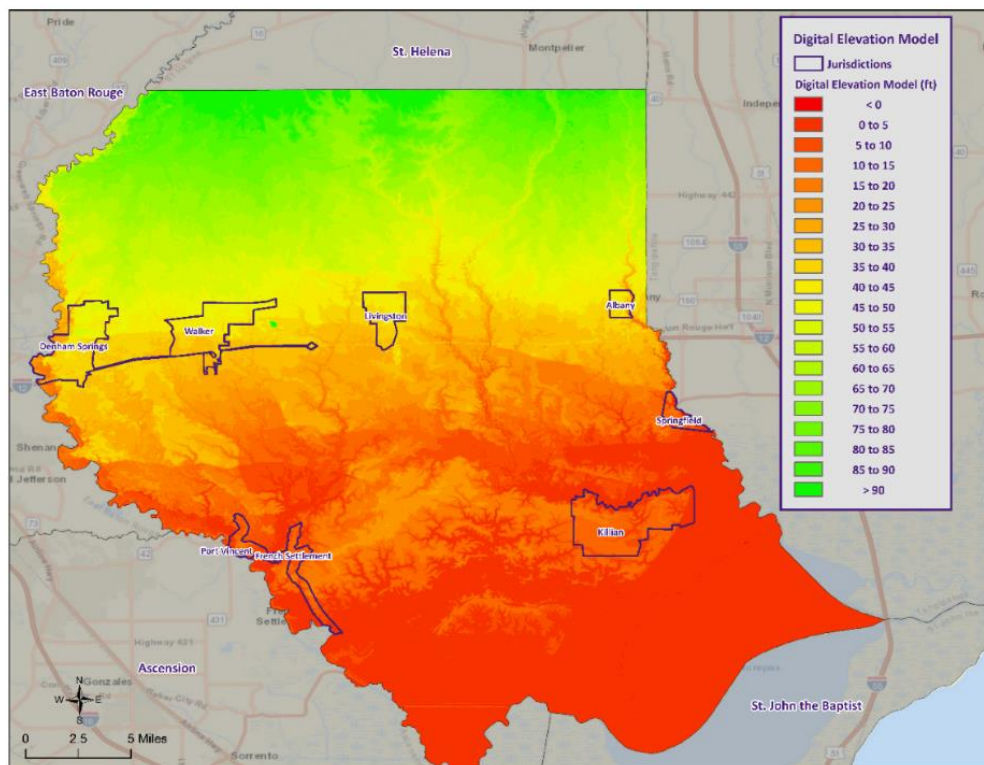 Pride
St. Helena
Montpelier
East Baton Rouge
Highway 442
Denham Springs
Walker
Livingston
Albany
Springfield
Killian
Port Vincent
French Settlement
Highway 431
Ascension
Gonzales
Sorrento
St. John the Baptist
N
W E
S
0 2.5 5 Miles
Digital Elevation Model
Jurisdictions
Digital Elevation Model (ft)
< 0
0 to 5
5 to 10
10 to 15
15 to 20
20 to 25
25 to 30
30 to 35
35 to 40
40 to 45
45 to 50
50 to 55
55 to 60
60 to 65
65 to 70
70 to 75
75 to 80
80 to 85
85 to 90
> 90